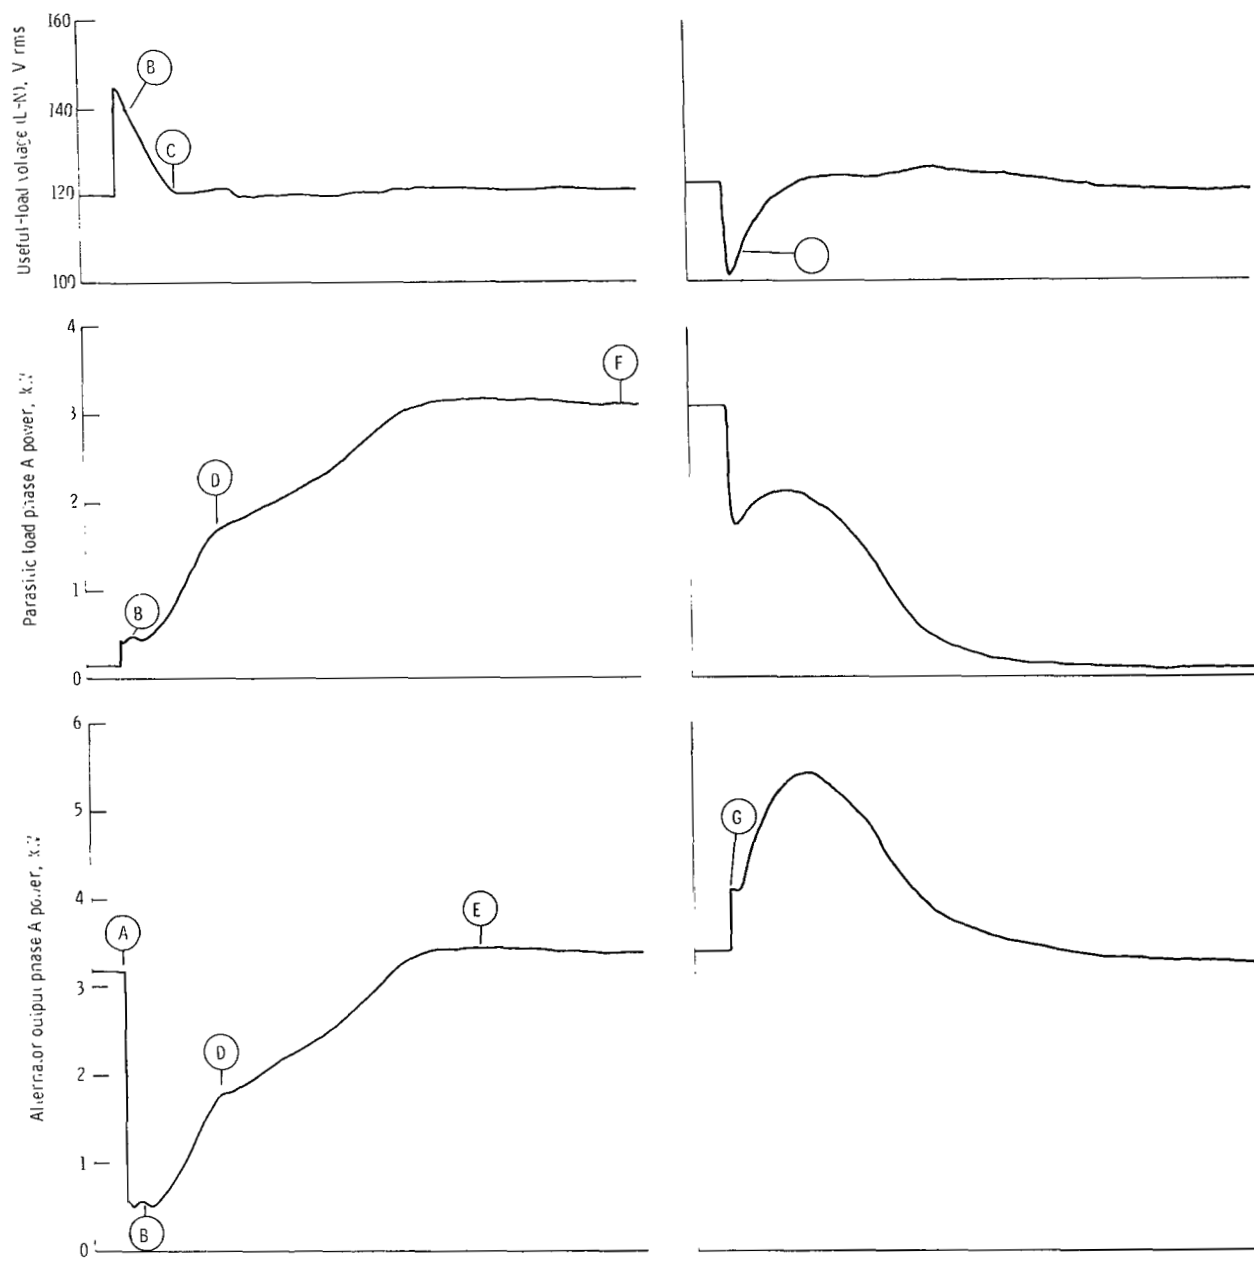 Useful-load voltage (L-N), V rms
160
140
120
100
B
C
Parasitic load phase A power, kW
4
3
2
1
0
B
D
F
Alternator output phase A power, kW
6
5
4
3
2
1
0
A
B
D
E
G